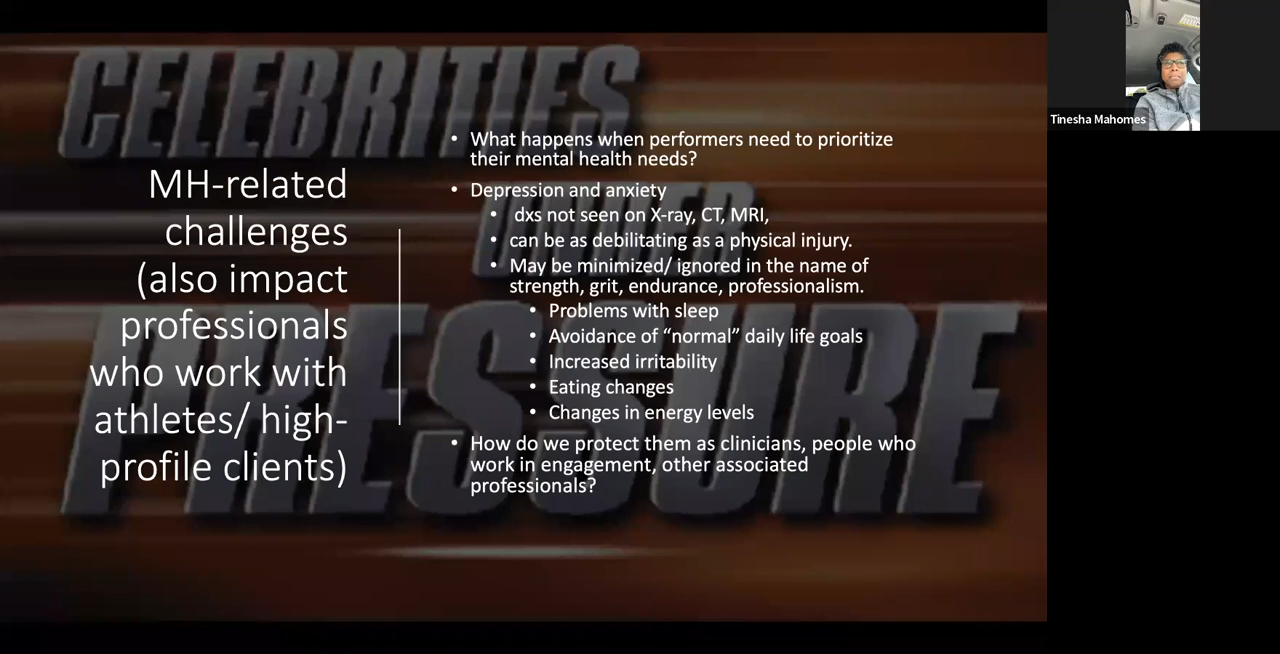 CELEBRITIES
UNDER
PRESSURE
MH-related
challenges
(also impact
professionals
who work with
athletes/ high-
profile clients)
• What happens when performers need to prioritize
their mental health needs?
• Depression and anxiety
• dxs not seen on X-ray, CT, MRI,
• can be as debilitating as a physical injury.
• May be minimized/ ignored in the name of
strength, grit, endurance, professionalism.
• Problems with sleep
• Avoidance of “normal” daily life goals
• Increased irritability
• Eating changes
• Changes in energy levels
• How do we protect them as clinicians, people who
work in engagement, other associated
professionals?
Tinesha Mahomes